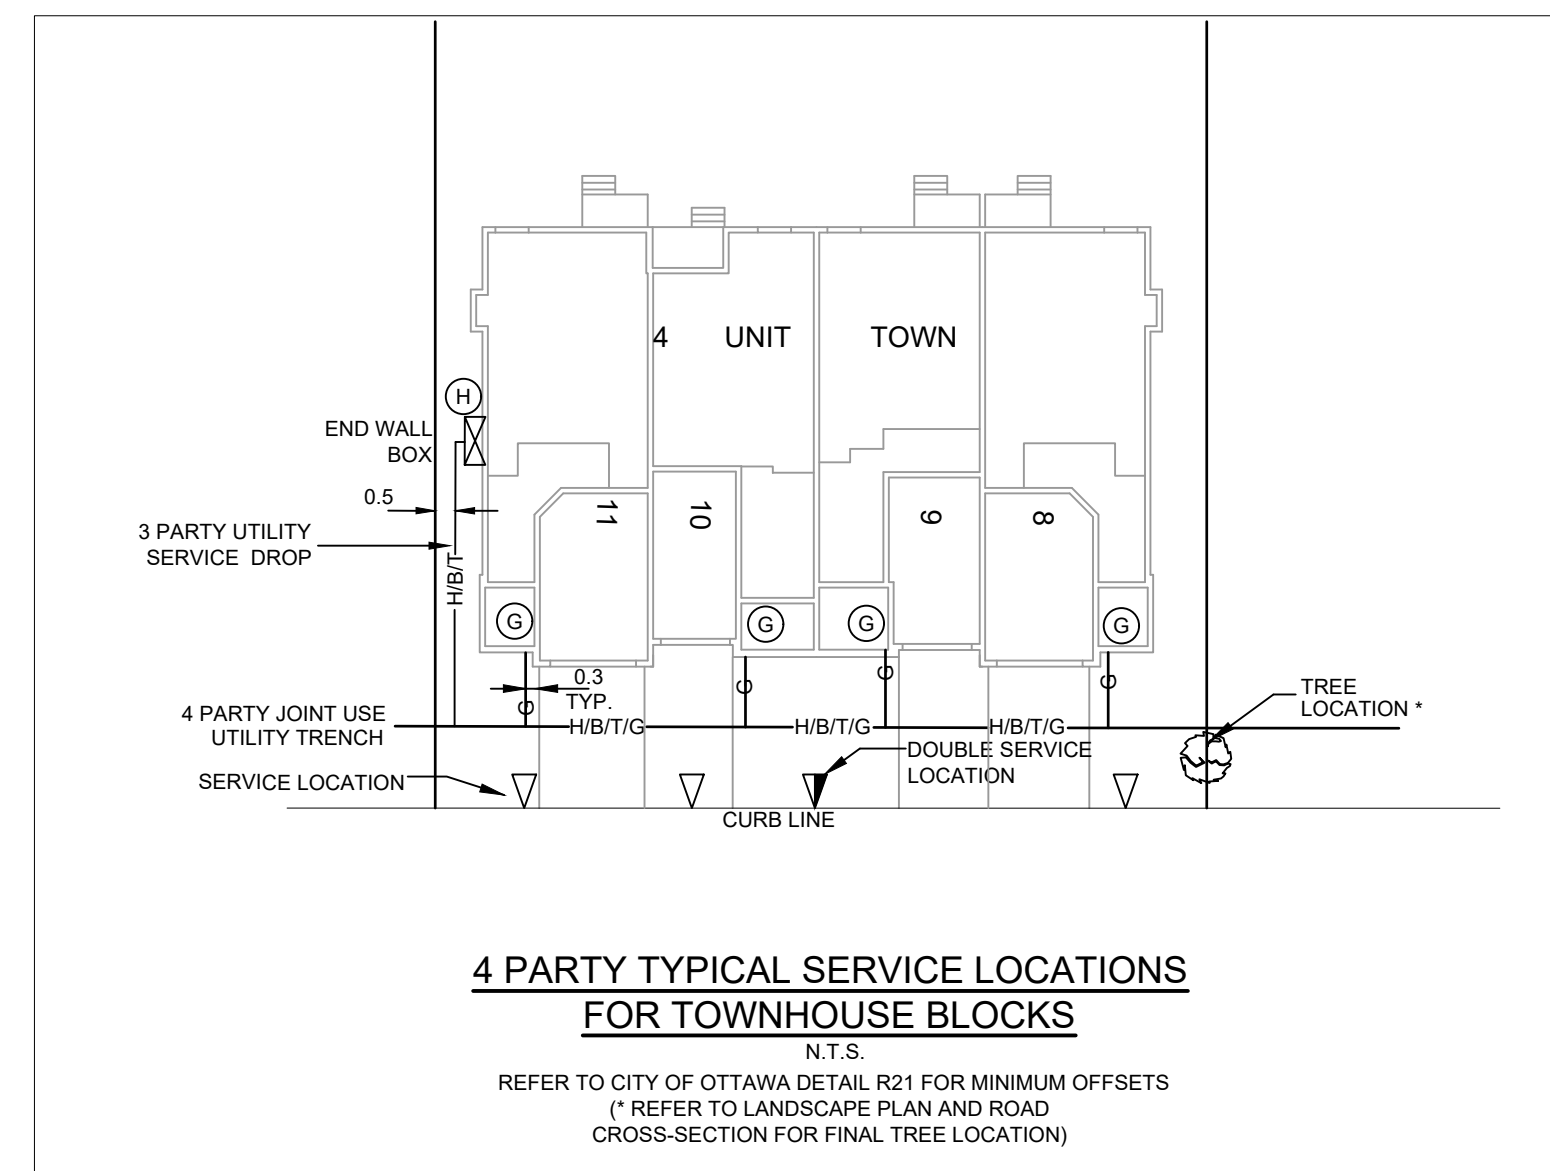 4 UNIT TOWN
H
END WALL
BOX
0.5
11
10
9
8
3 PARTY UTILITY
SERVICE DROP
H/B/T
G
G
G
G
0.3
TYP.
G
G
G
G
TREE
LOCATION *
4 PARTY JOINT USE
UTILITY TRENCH
H/B/T/G
H/B/T/G
H/B/T/G
DOUBLE SERVICE
LOCATION
SERVICE LOCATION
CURB LINE
4 PARTY TYPICAL SERVICE LOCATIONS
FOR TOWNHOUSE BLOCKS
N.T.S.
REFER TO CITY OF OTTAWA DETAIL R21 FOR MINIMUM OFFSETS
(* REFER TO LANDSCAPE PLAN AND ROAD
CROSS-SECTION FOR FINAL TREE LOCATION)